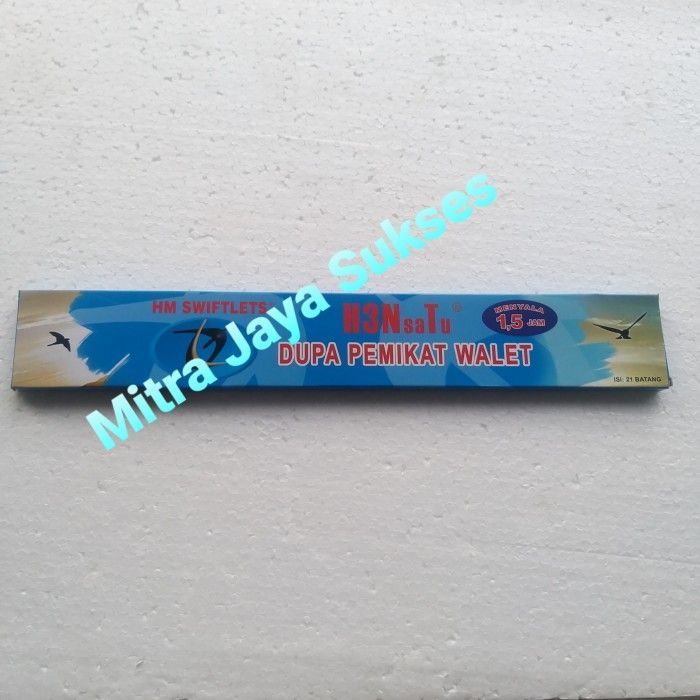 HM SWIFTLETS
H3NsaTu®
MENYALA
1,5 JAM
DUPA PEMIKAT WALET
ISI: 21 BATANG
Mitra Jaya Sukses